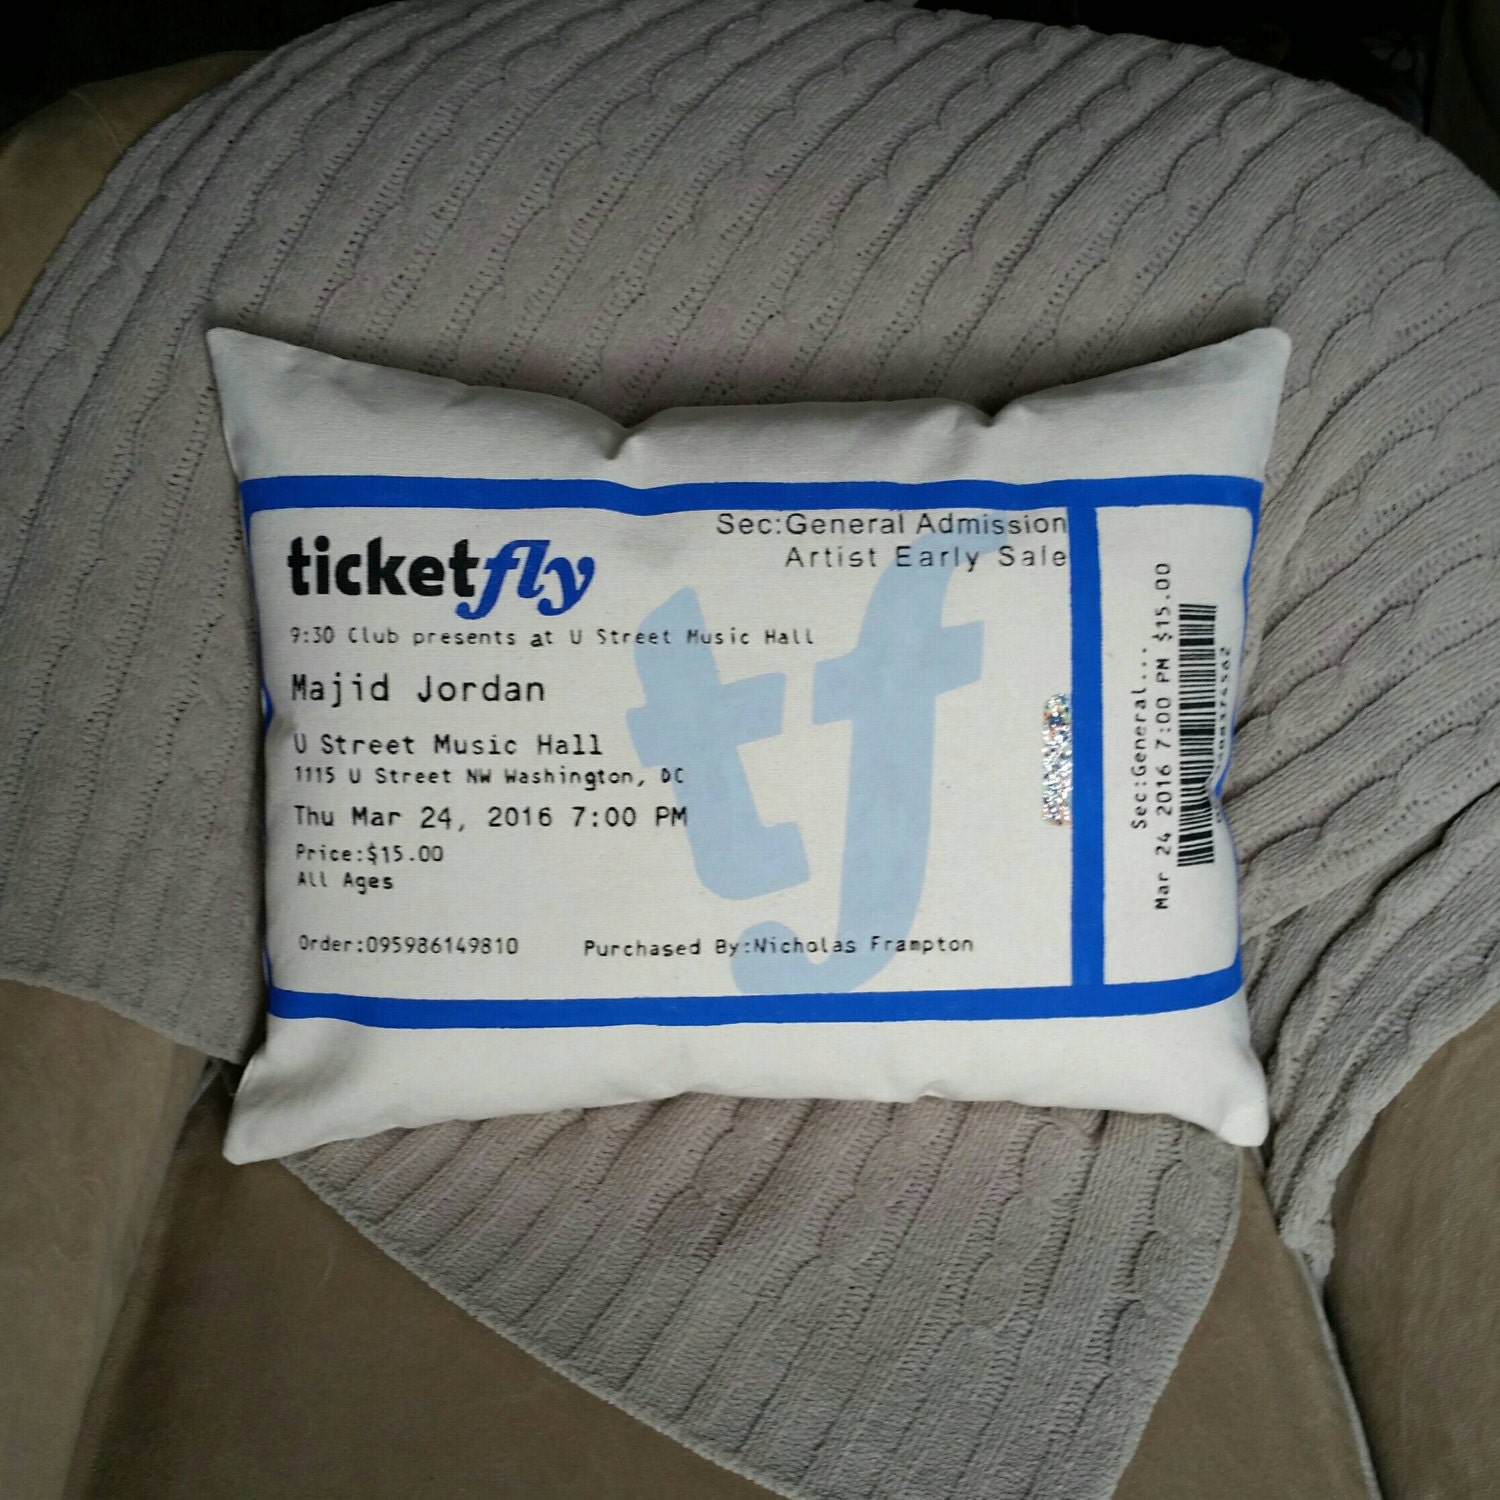 Sec:General Admission
Artist Early Sale
ticketfly
9:30 Club presents at U Street Music Hall
Majid Jordan
U Street Music Hall
1115 U Street NW Washington, DC
Thu Mar 24, 2016 7:00 PM
Price:$15.00
All Ages
Order:095986149810 Purchased By:Nicholas Frampton
tf
Sec:General...
Mar 24 2016 7:00 PM $15.00